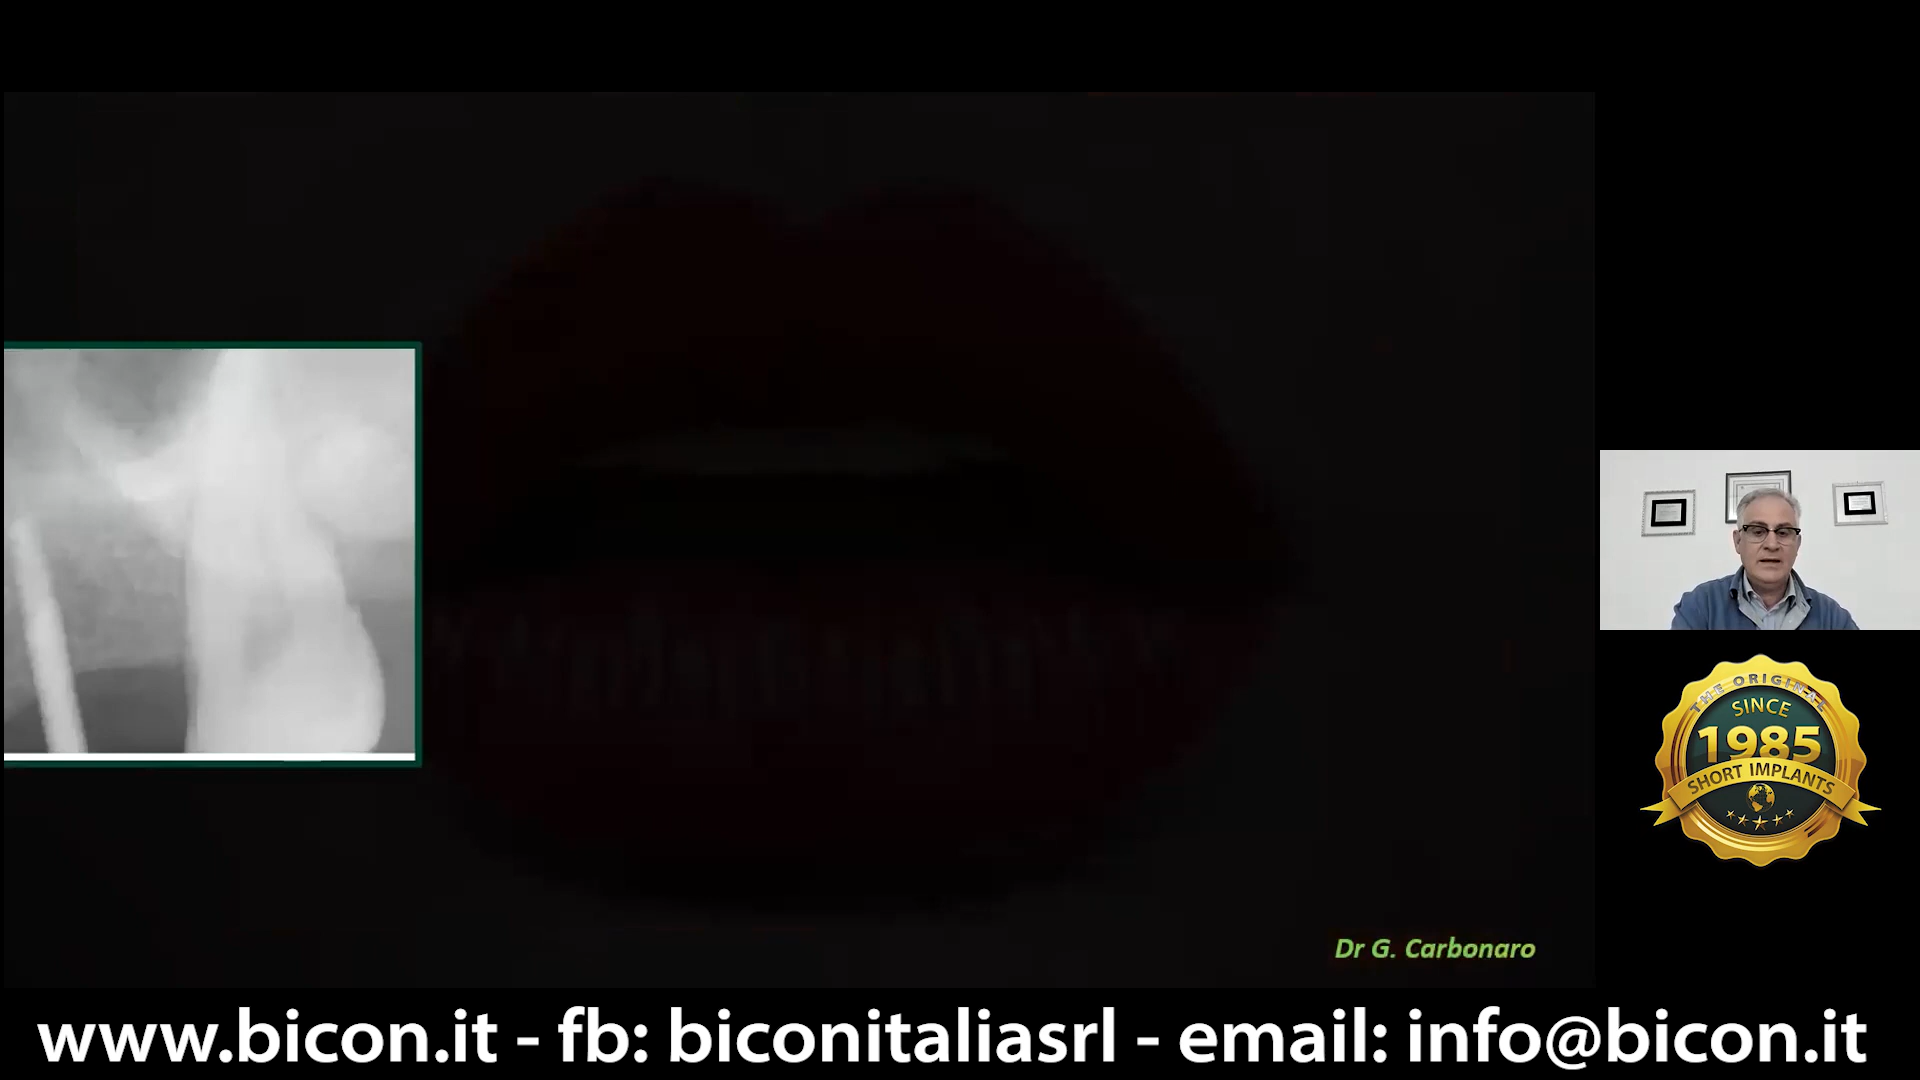 Dr G. Carbonaro
THE ORIGINAL
SINCE
1985
SHORT IMPLANTS
www.bicon.it - fb: biconitaliasrl - email: info@bicon.it